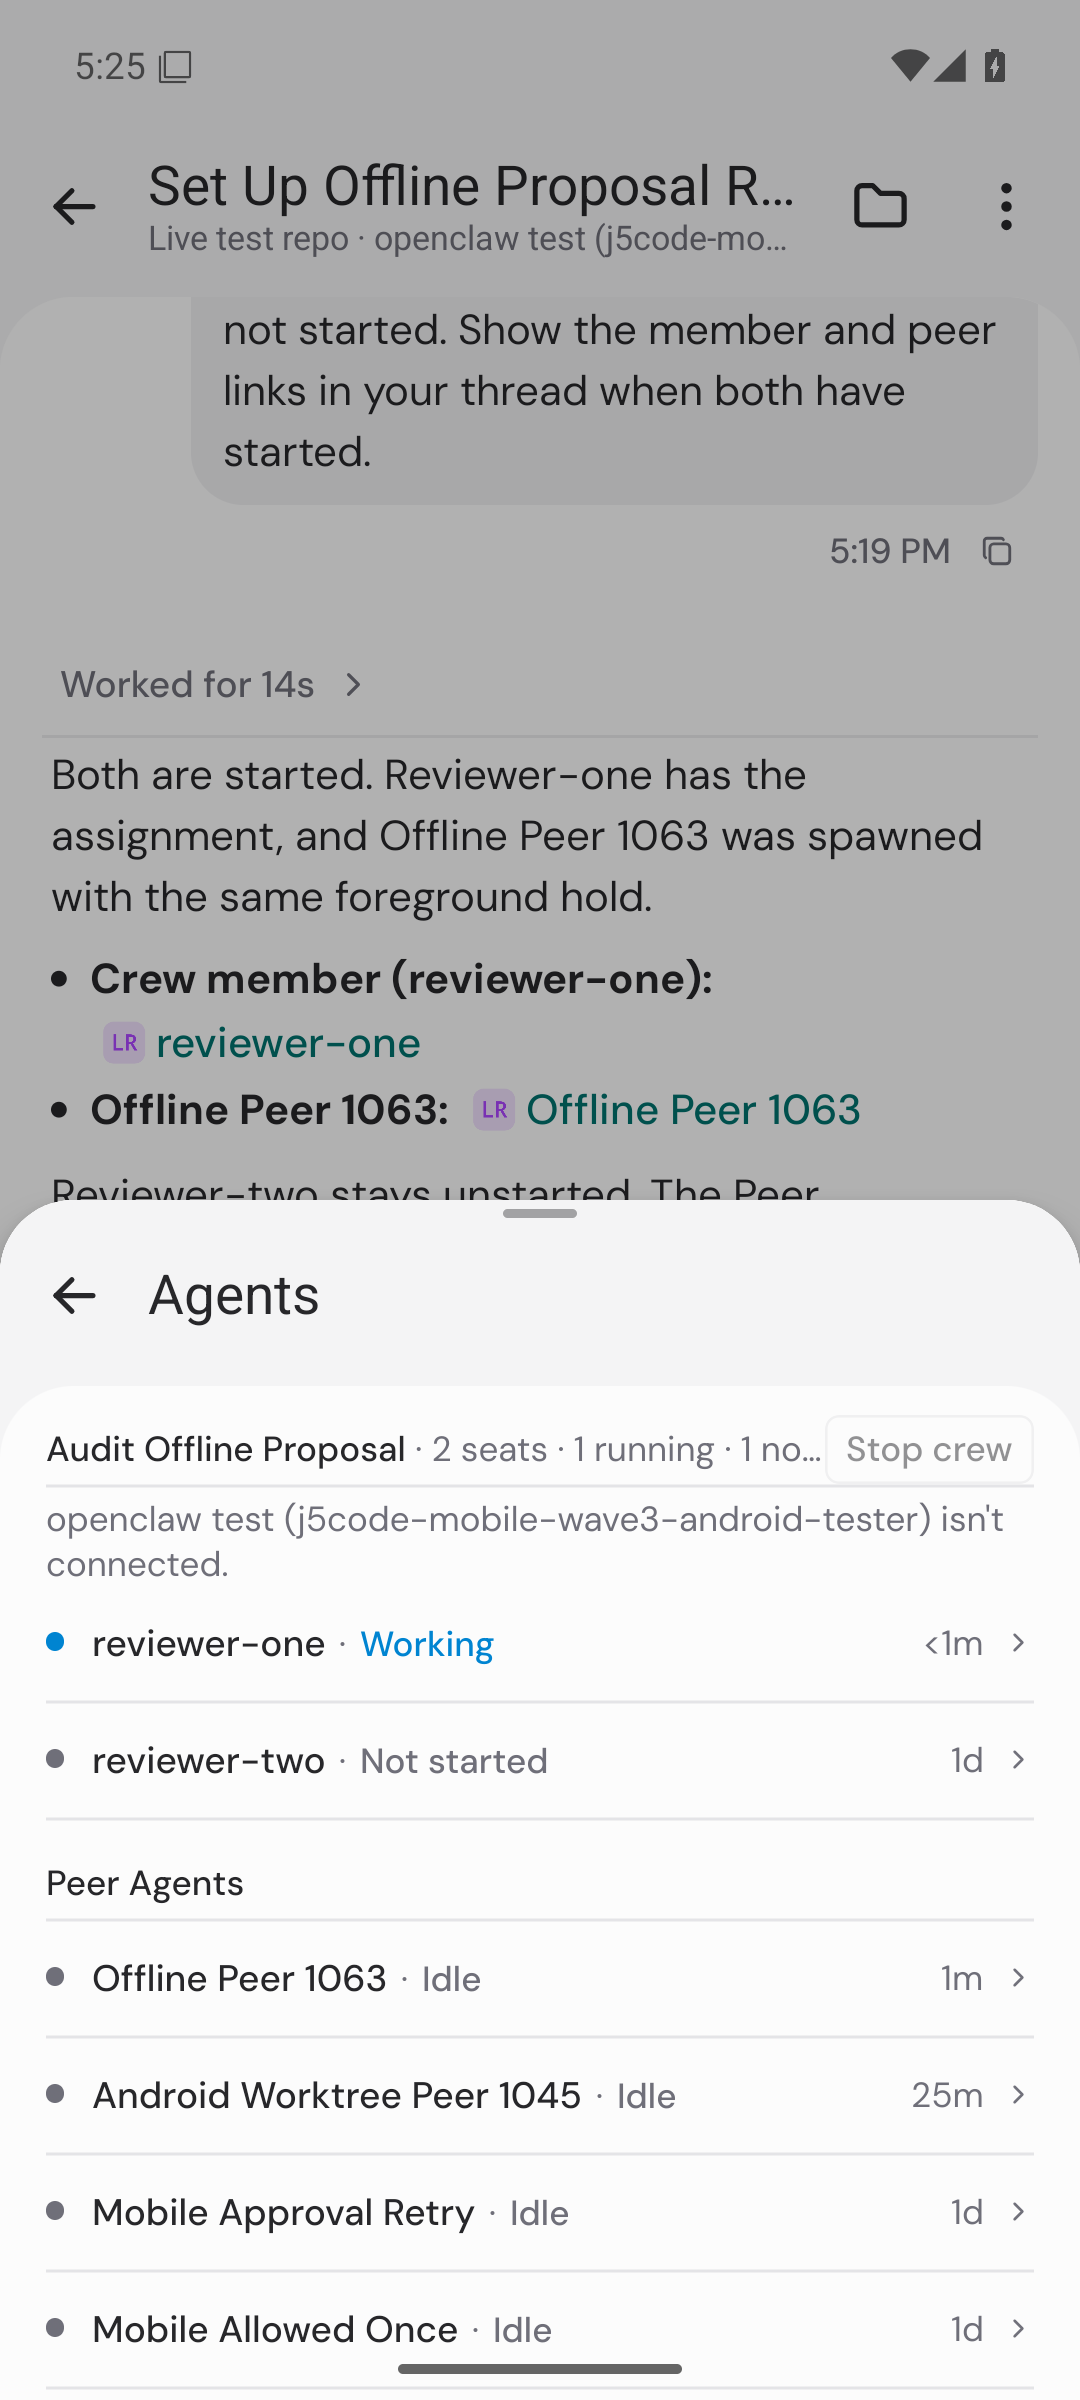 5:25
Set Up Offline Proposal R...
Live test repo · openclaw test (j5code-mo...
not started. Show the member and peer
links in your thread when both have
started.
5:19 PM
Worked for 14s
Both are started. Reviewer-one has the
assignment, and Offline Peer 1063 was spawned
with the same foreground hold.
• Crew member (reviewer-one):
LR reviewer-one
• Offline Peer 1063: LR Offline Peer 1063
Reviewer-two stays unstarted. The Peer
Agents
Audit Offline Proposal · 2 seats · 1 running · 1 no... Stop crew
openclaw test (j5code-mobile-wave3-android-tester) isn't
connected.
reviewer-one · Working <1m
reviewer-two · Not started 1d
Peer Agents
Offline Peer 1063 · Idle 1m
Android Worktree Peer 1045 · Idle 25m
Mobile Approval Retry · Idle 1d
Mobile Allowed Once · Idle 1d